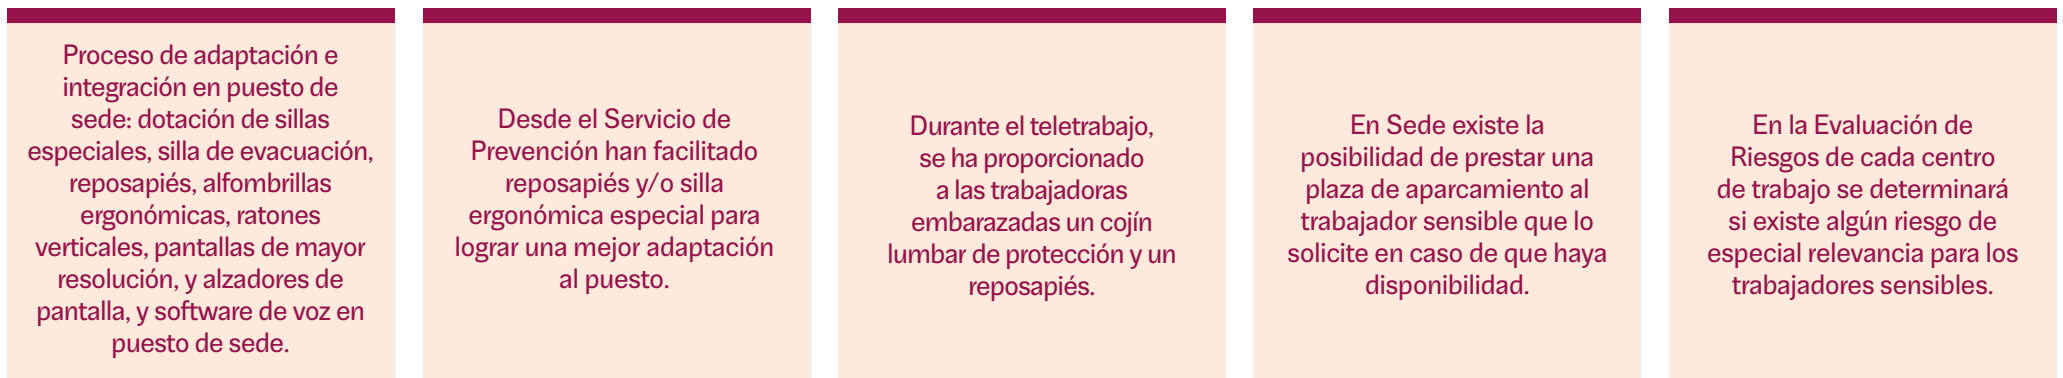 Proceso de adaptación e
integración en puesto de
sede: dotación de sillas
especiales, silla de evacuación,
reposapiés, alfombrillas
ergonómicas, ratones
verticales, pantallas de mayor
resolución, y alzadores de
pantalla, y software de voz en
puesto de sede.
Desde el Servicio de
Prevención han facilitado
reposapiés y/o silla
ergonómica especial para
lograr una mejor adaptación
al puesto.
Durante el teletrabajo,
se ha proporcionado
a las trabajadoras
embarazadas un cojín
lumbar de protección y un
reposapiés.
En Sede existe la
posibilidad de prestar una
plaza de aparcamiento al
trabajador sensible que lo
solicite en caso de que haya
disponibilidad.
En la Evaluación de
Riesgos de cada centro
de trabajo se determinará
si existe algún riesgo de
especial relevancia para los
trabajadores sensibles.